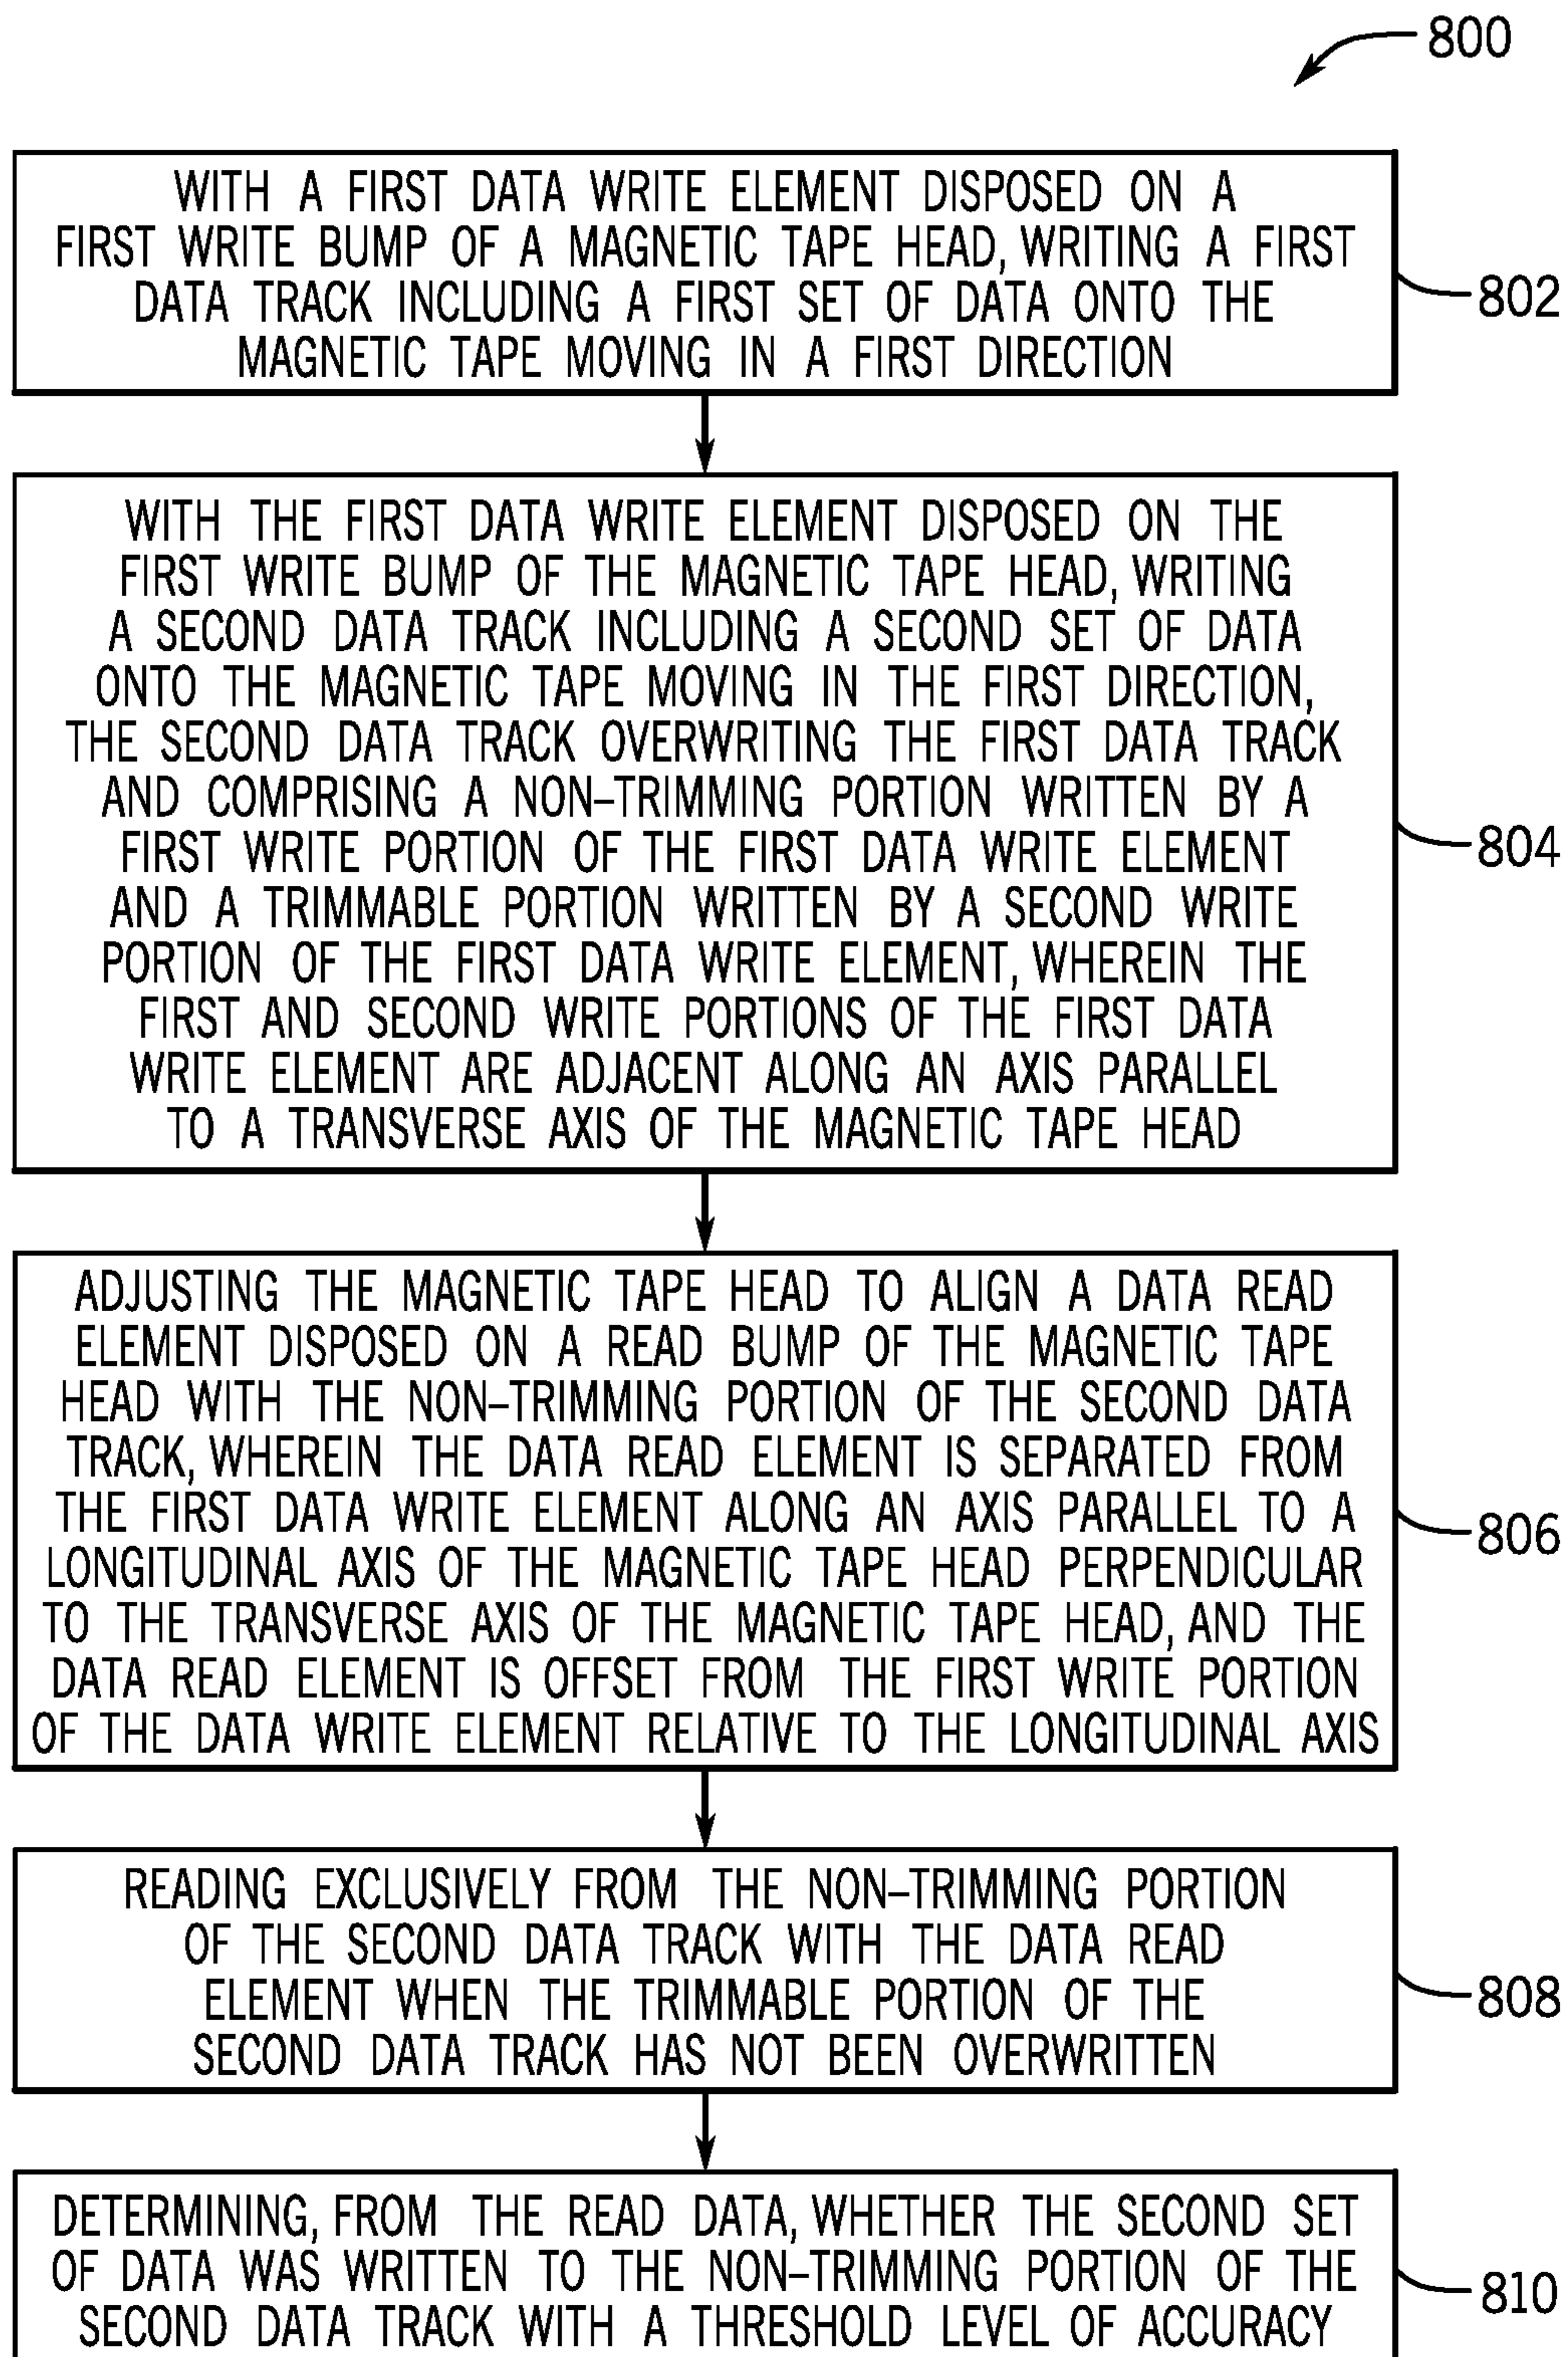 800
WITH A FIRST DATA WRITE ELEMENT DISPOSED ON A
FIRST WRITE BUMP OF A MAGNETIC TAPE HEAD, WRITING A FIRST
DATA TRACK INCLUDING A FIRST SET OF DATA ONTO THE
MAGNETIC TAPE MOVING IN A FIRST DIRECTION
802
WITH THE FIRST DATA WRITE ELEMENT DISPOSED ON THE
FIRST WRITE BUMP OF THE MAGNETIC TAPE HEAD, WRITING
A SECOND DATA TRACK INCLUDING A SECOND SET OF DATA
ONTO THE MAGNETIC TAPE MOVING IN THE FIRST DIRECTION,
THE SECOND DATA TRACK OVERWRITING THE FIRST DATA TRACK
AND COMPRISING A NON–TRIMMING PORTION WRITTEN BY A
FIRST WRITE PORTION OF THE FIRST DATA WRITE ELEMENT
AND A TRIMMABLE PORTION WRITTEN BY A SECOND WRITE
PORTION OF THE FIRST DATA WRITE ELEMENT, WHEREIN THE
FIRST AND SECOND WRITE PORTIONS OF THE FIRST DATA
WRITE ELEMENT ARE ADJACENT ALONG AN AXIS PARALLEL
TO A TRANSVERSE AXIS OF THE MAGNETIC TAPE HEAD
804
ADJUSTING THE MAGNETIC TAPE HEAD TO ALIGN A DATA READ
ELEMENT DISPOSED ON A READ BUMP OF THE MAGNETIC TAPE
HEAD WITH THE NON–TRIMMING PORTION OF THE SECOND DATA
TRACK, WHEREIN THE DATA READ ELEMENT IS SEPARATED FROM
THE FIRST DATA WRITE ELEMENT ALONG AN AXIS PARALLEL TO A
LONGITUDINAL AXIS OF THE MAGNETIC TAPE HEAD PERPENDICULAR
TO THE TRANSVERSE AXIS OF THE MAGNETIC TAPE HEAD, AND THE
DATA READ ELEMENT IS OFFSET FROM THE FIRST WRITE PORTION
OF THE DATA WRITE ELEMENT RELATIVE TO THE LONGITUDINAL AXIS
806
READING EXCLUSIVELY FROM THE NON–TRIMMING PORTION
OF THE SECOND DATA TRACK WITH THE DATA READ
ELEMENT WHEN THE TRIMMABLE PORTION OF THE
SECOND DATA TRACK HAS NOT BEEN OVERWRITTEN
808
DETERMINING, FROM THE READ DATA, WHETHER THE SECOND SET
OF DATA WAS WRITTEN TO THE NON–TRIMMING PORTION OF THE
SECOND DATA TRACK WITH A THRESHOLD LEVEL OF ACCURACY
810